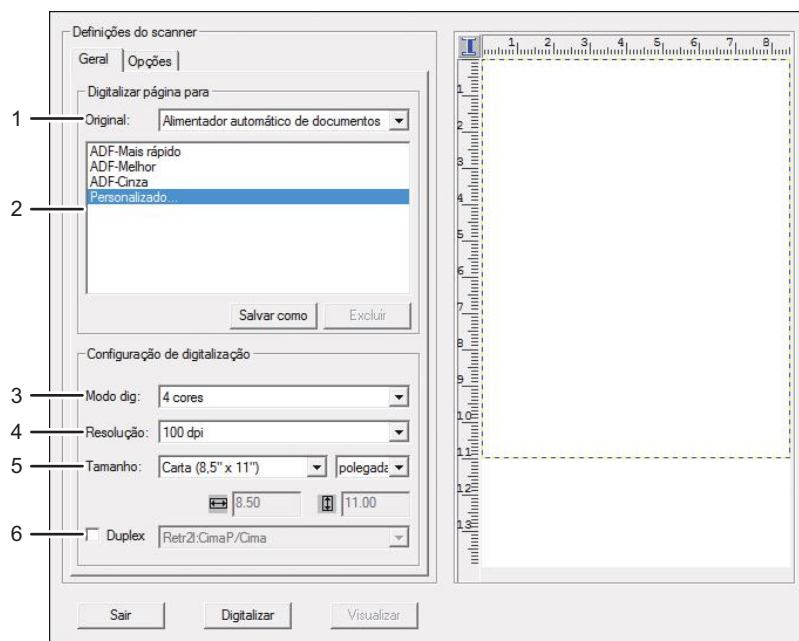 Definições do scanner
Geral
Opções
Digitalizar página para
1
Original:
Alimentador automático de documentos
2
ADF-Mais rápido
ADF-Melhor
ADF-Cinza
Personalizado...
Salvar como
Excluir
Configuração de digitalização
3
Modo dig:
4 cores
4
Resolução:
100 dpi
5
Tamanho:
Carta (8,5" x 11")
polegada
8.50
11.00
6
Duplex
Retr2l:CimaP/Cima
Sair
Digitalizar
Visualizar
1 2 3 4 5 6 7 8
1
2
3
4
5
6
7
8
9
10
11
12
13